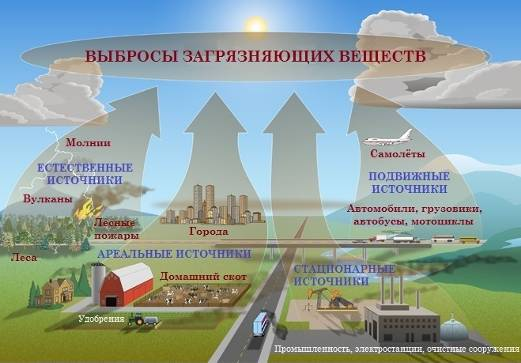 ВЫБРОСЫ ЗАГРЯЗНЯЮЩИХ ВЕЩЕСТВ
Молнии
Самолёты
ЕСТЕСТВЕННЫЕ
ИСТОЧНИКИ
ПОДВИЖНЫЕ
ИСТОЧНИКИ
Вулканы
Лесные
пожары
Города
Автомобили, грузовики,
автобусы, мотоциклы
Леса
АРЕАЛЬНЫЕ ИСТОЧНИКИ
Домашний скот
СТАЦИОНАРНЫЕ
ИСТОЧНИКИ
Удобрения
Промышленность, электростанции, очистные сооружения